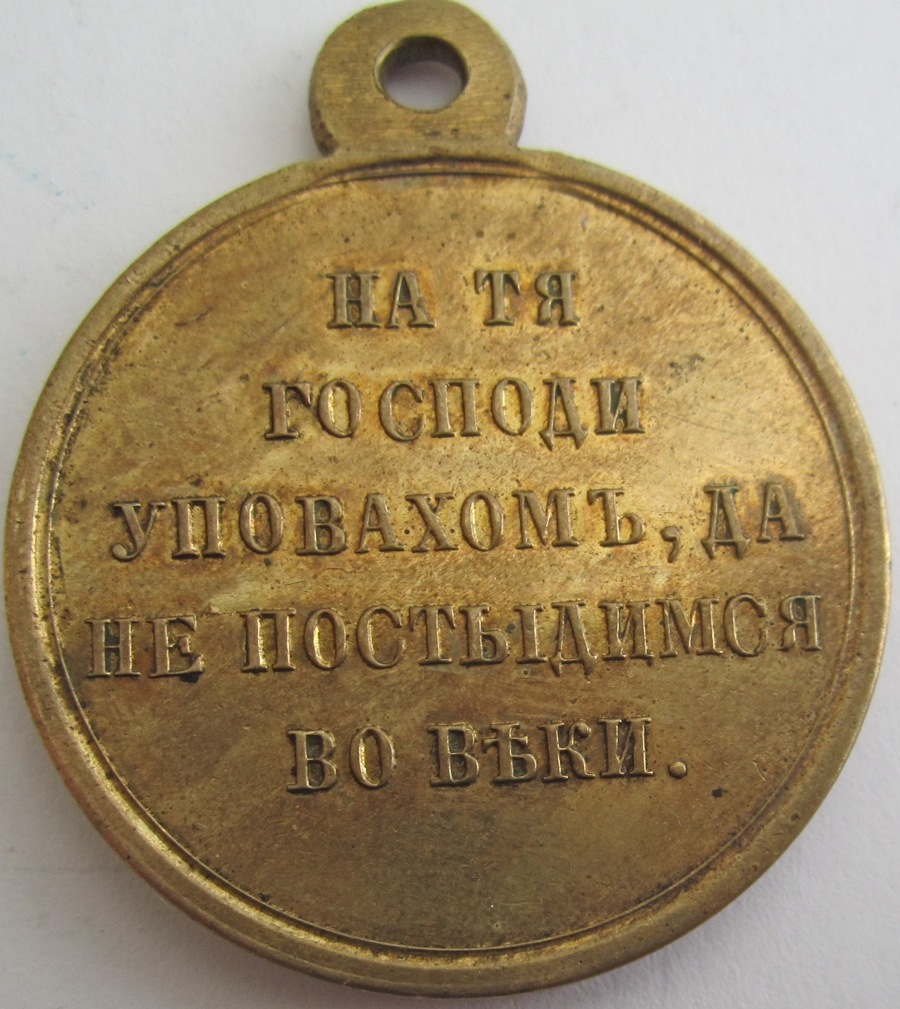 НА ТЯ
ГОСПОДИ
УПОВАХОМЪ, ДА
НЕ ПОСТЫДИМСЯ
ВО ВѢКИ.